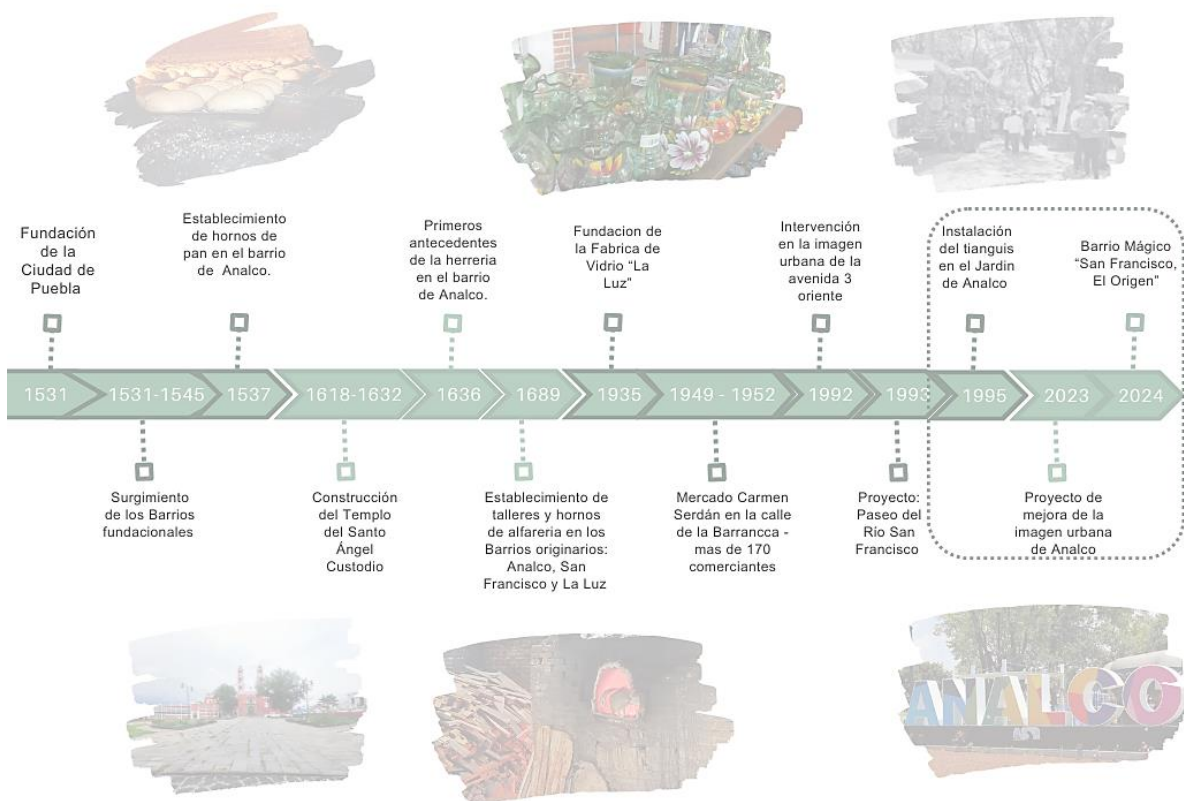 Fundación
de la
Ciudad de
Puebla
Establecimiento
de hornos de
pan en el barrio
de Analco.
Primeros
antecedentes
de la herreria
en el barrio
de Analco.
Fundacion de
la Fabrica de
Vidrio “La
Luz”
Intervención
en la imagen
urbana de la
avenida 3
oriente
Instalación
del tianguis
en el Jardin
de Analco
Barrio Mágico
“San Francisco,
El Origen”
1531
1531-1545
1537
1618-1632
1636
1689
1935
1949 - 1952
1992
1993
1995
2023
2024
Surgimiento
de los Barrios
fundacionales
Construcción
del Templo
del Santo
Ángel
Custodio
Establecimiento de
talleres y hornos
de alfareria en los
Barrios originarios:
Analco, San
Francisco y La Luz
Mercado Carmen
Serdán en la calle
de la Barrancca -
mas de 170
comerciantes
Proyecto:
Paseo del
Río San
Francisco
Proyecto de
mejora de la
imagen urbana
de Analco
ANALCO